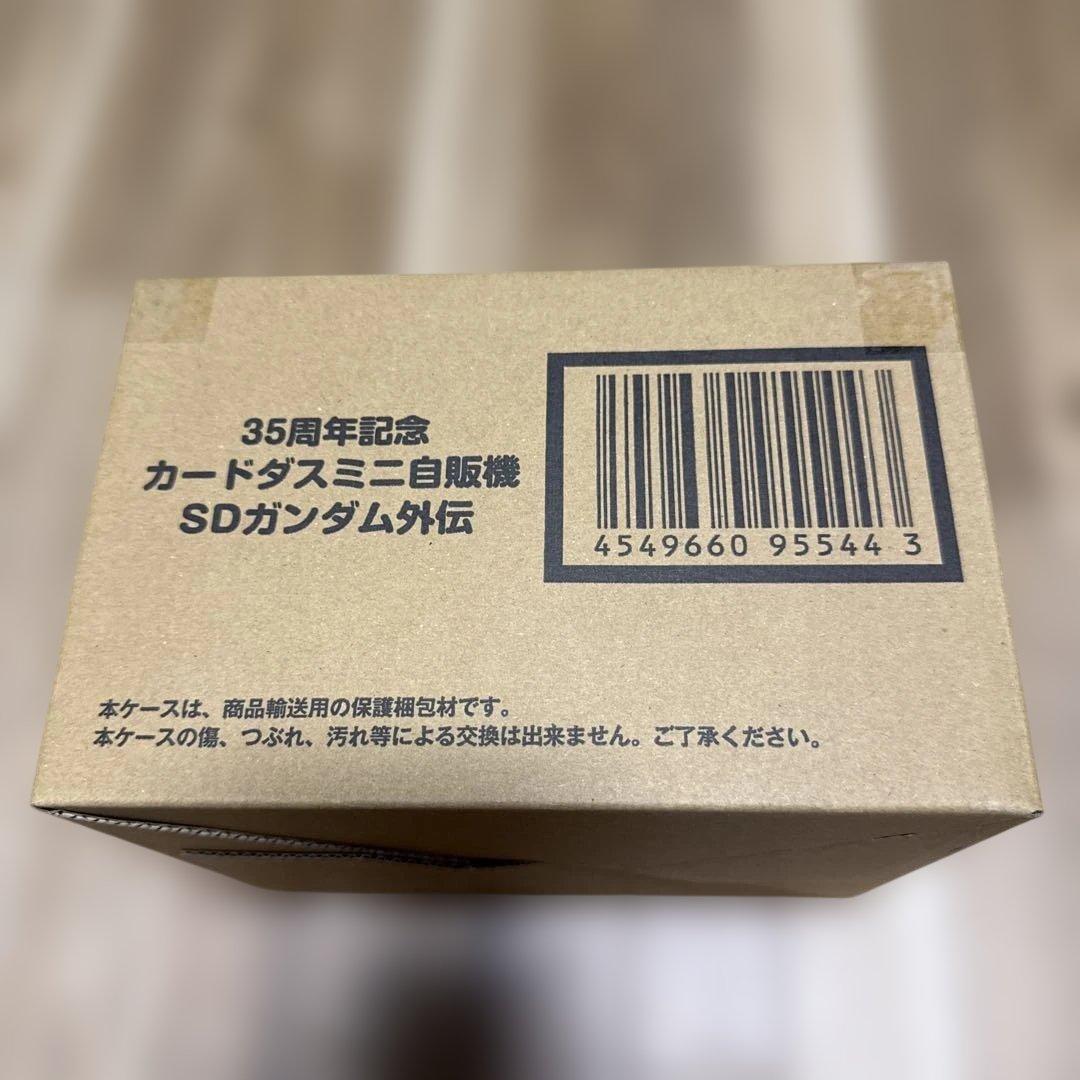 35周年記念
カードダスミニ自販機
SDガンダム外伝
4549660 95544 3
本ケースは、商品輸送用の保護梱包材です。
本ケースの傷、つぶれ、汚れ等による交換は出来ません。ご了承ください。